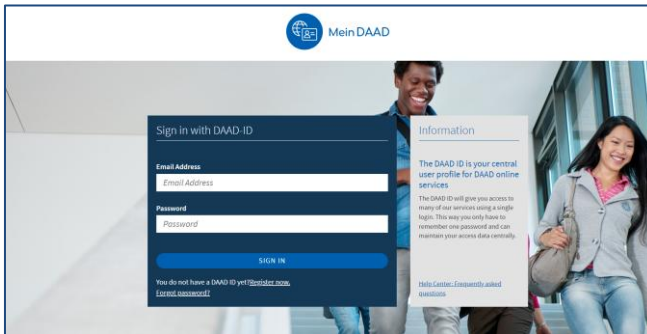 Mein DAAD
Sign in with DAAD-ID
Email Address
Email Address
Password
Password
SIGN IN
You do not have a DAAD ID yet?Register now.
Forgot password?
Information
The DAAD ID is your central
user profile for DAAD online
services
The DAAD ID will give you access to
many of our services using a single
login. This way you only have to
remember one password and can
maintain your access data centrally.
Help Center: Frequently asked
questions